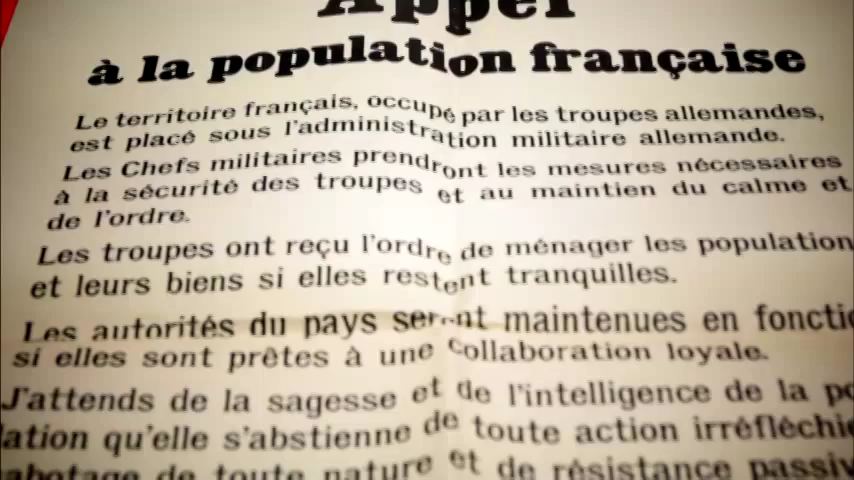 Appel
à la population française
Le territoire français, occupé par les troupes allemandes,
est placé sous l'administration militaire allemande.
Les Chefs militaires prendront les mesures nécessaires
à la sécurité des troupes et au maintien du calme et
de l'ordre.
Les troupes ont reçu l'ordre de ménager les population
et leurs biens si elles restent tranquilles.
Les autorités du pays seront maintenues en foncti
si elles sont prêtes à une collaboration loyale.
J'attends de la sagesse et de l'intelligence de la po
lation qu'elle s'abstienne de toute action irréfléchi
abotage de toute nature et de résistance passiv